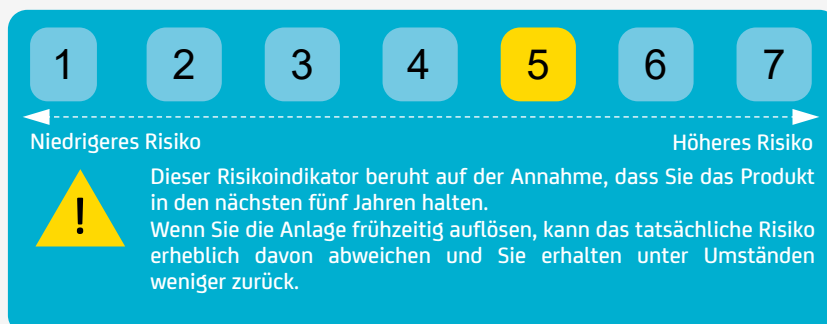 1 2 3 4 5 6 7
Niedrigeres Risiko Höheres Risiko
Dieser Risikoindikator beruht auf der Annahme, dass Sie das Produkt
in den nächsten fünf Jahren halten.
Wenn Sie die Anlage frühzeitig auflösen, kann das tatsächliche Risiko
erheblich davon abweichen und Sie erhalten unter Umständen
weniger zurück.
!